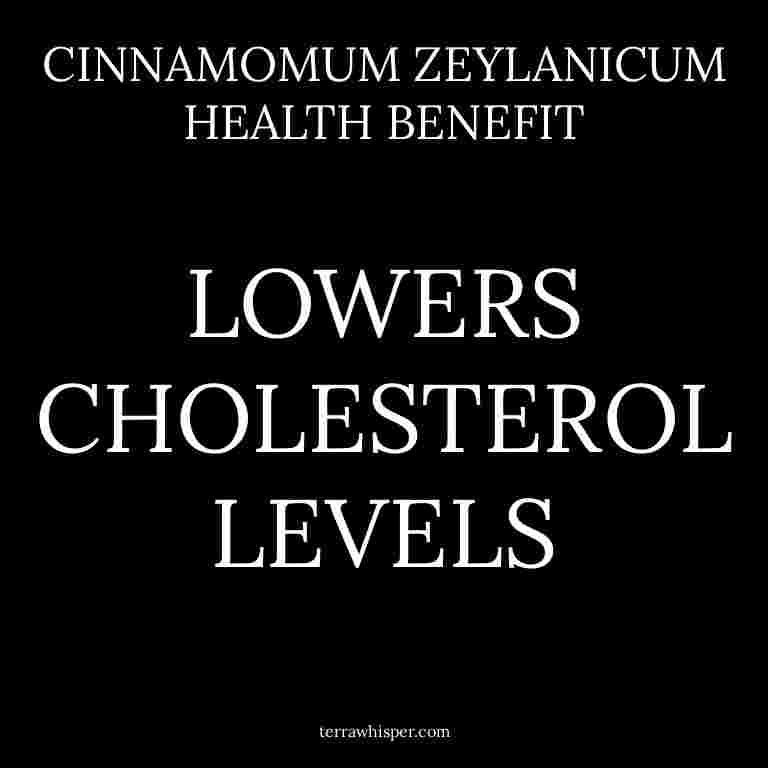 CINNAMOMUM ZEYLANICUM
HEALTH BENEFIT
LOWERS
CHOLESTEROL
LEVELS
terrawhisper.com